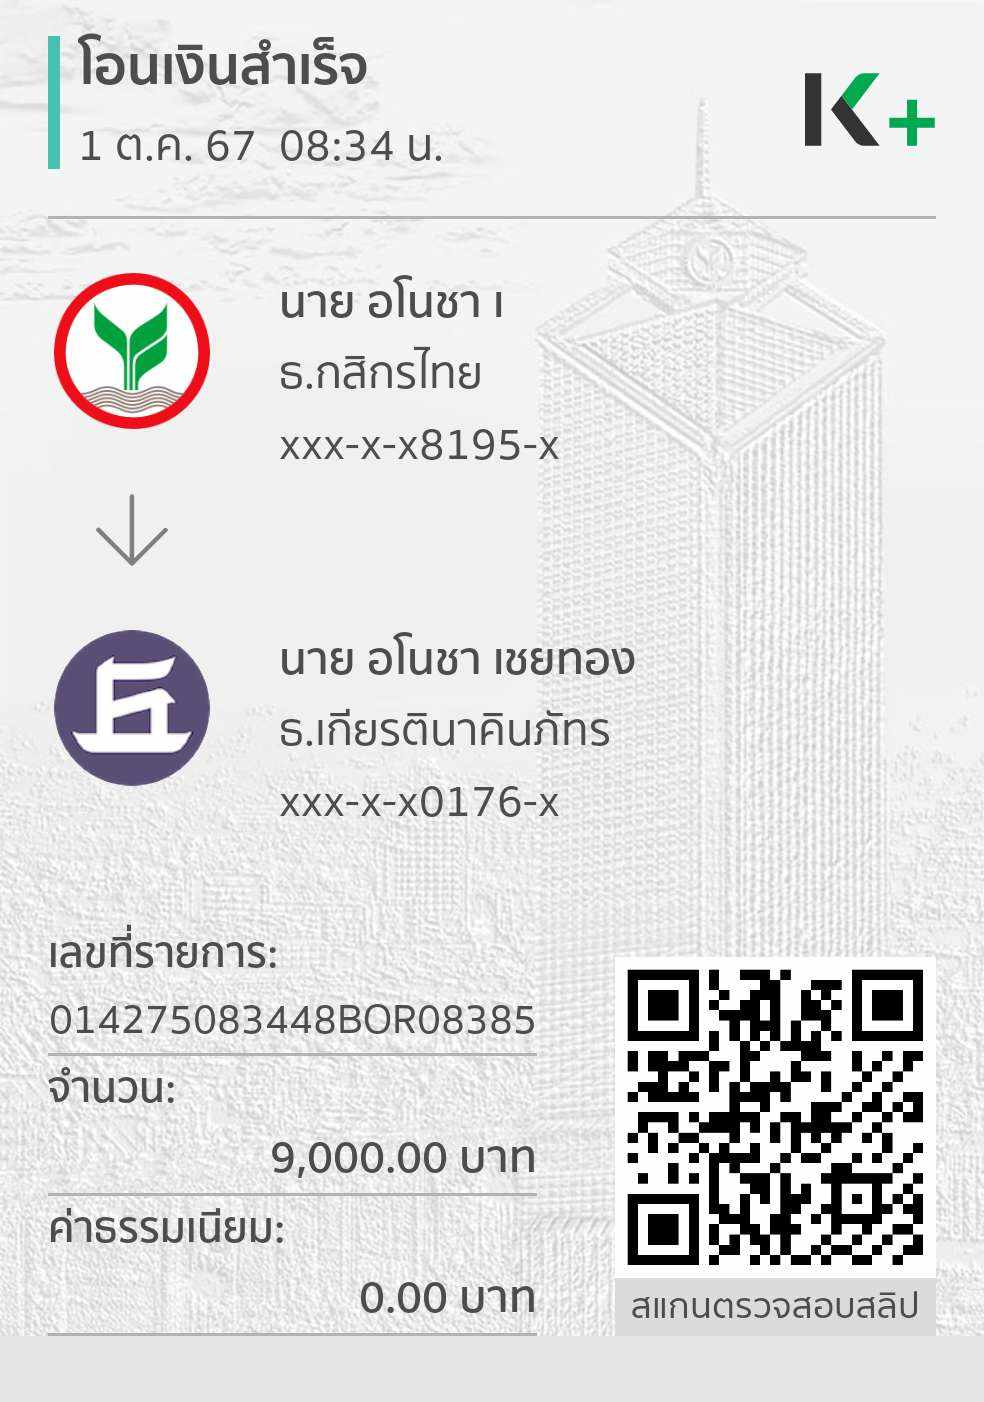 โอนเงินสำเร็จ
1 ต.ค. 67 08:34 น.
K+
นาย อโนชา เ
ธ.กสิกรไทย
xxx-x-x8195-x
นาย อโนชา เชยทอง
ธ.เกียรตินาคินภัทร
xxx-x-x0176-x
เลขที่รายการ:
014275083448BOR08385
จำนวน:
9,000.00 บาท
ค่าธรรมเนียม:
0.00 บาท
สแกนตรวจสอบสลิป